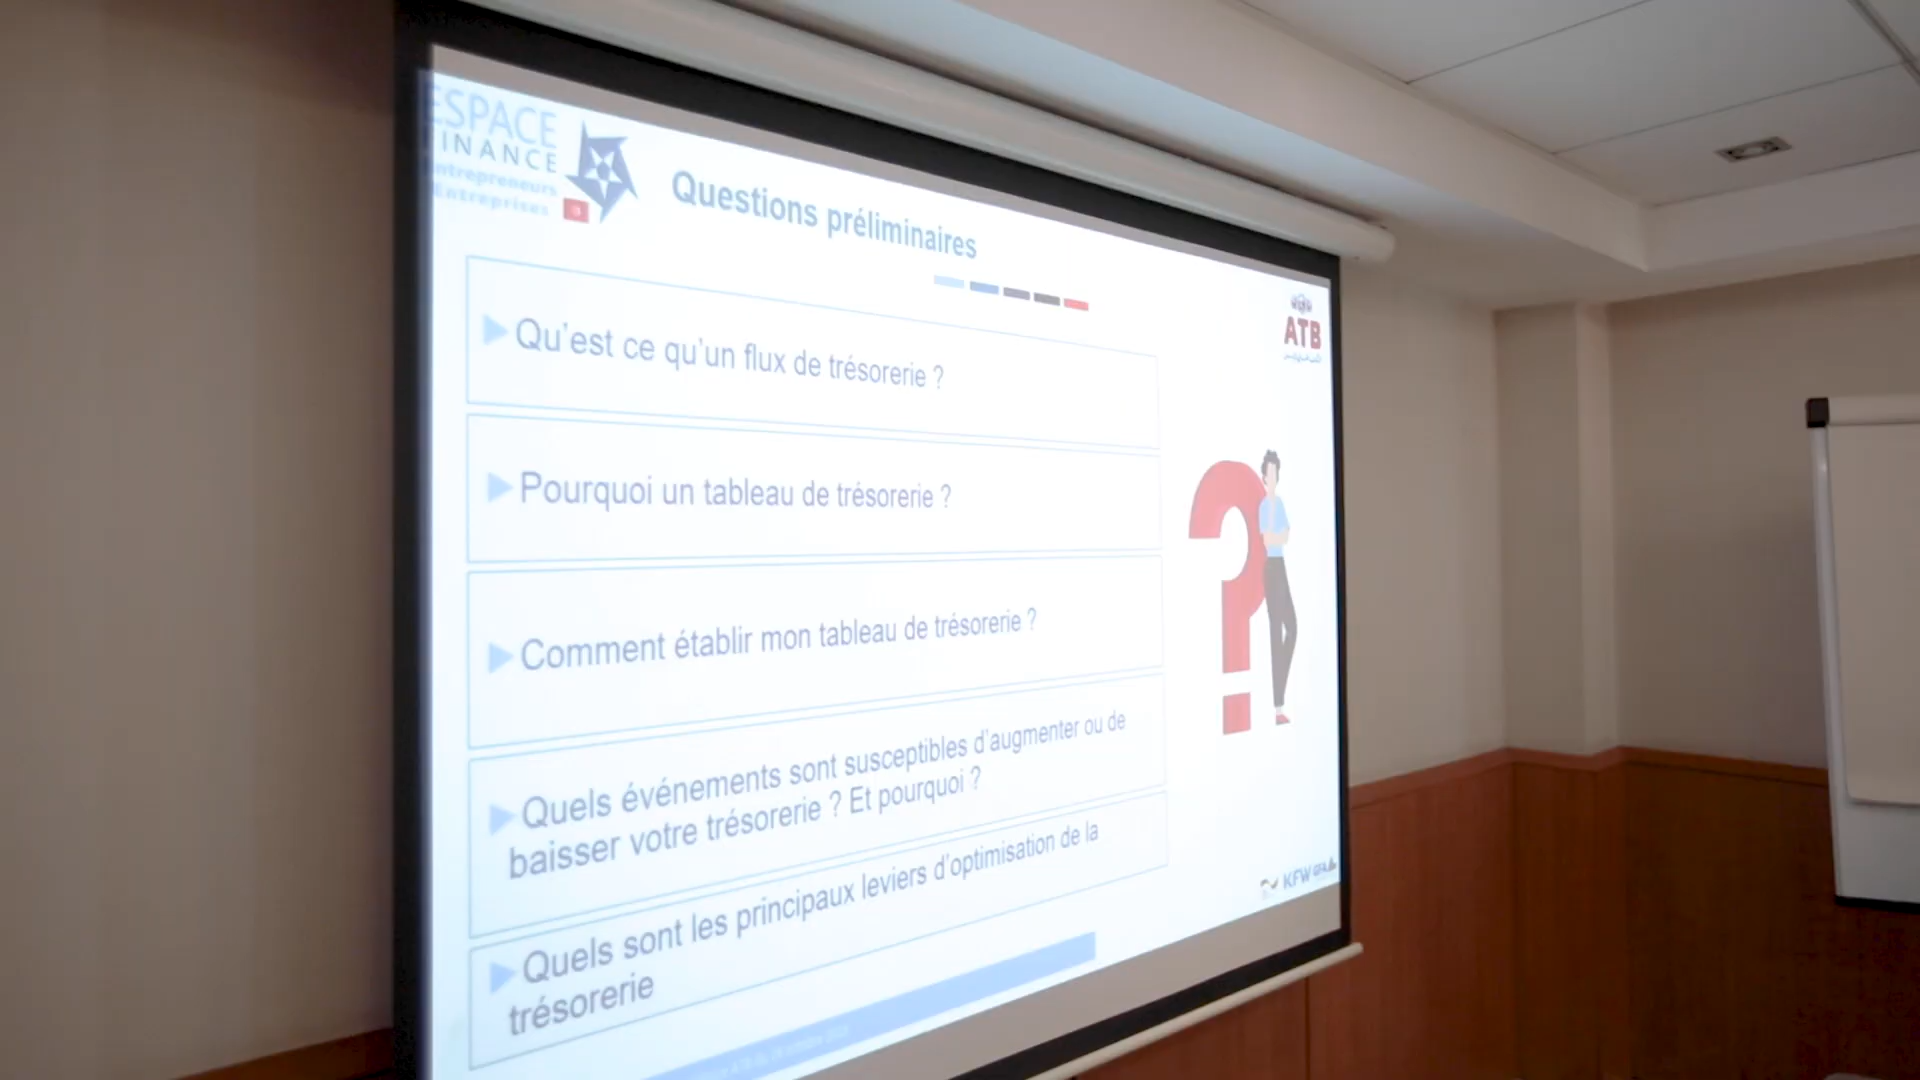 ESPACE
FINANCE
Entrepreneurs
Entreprises
Questions préliminaires
ATB
Qu'est ce qu'un flux de trésorerie ?
Pourquoi un tableau de trésorerie ?
Comment établir mon tableau de trésorerie ?
Quels événements sont susceptibles d'augmenter ou de
baisser votre trésorerie ? Et pourquoi ?
Quels sont les principaux leviers d'optimisation de la
trésorerie
KFW GFA